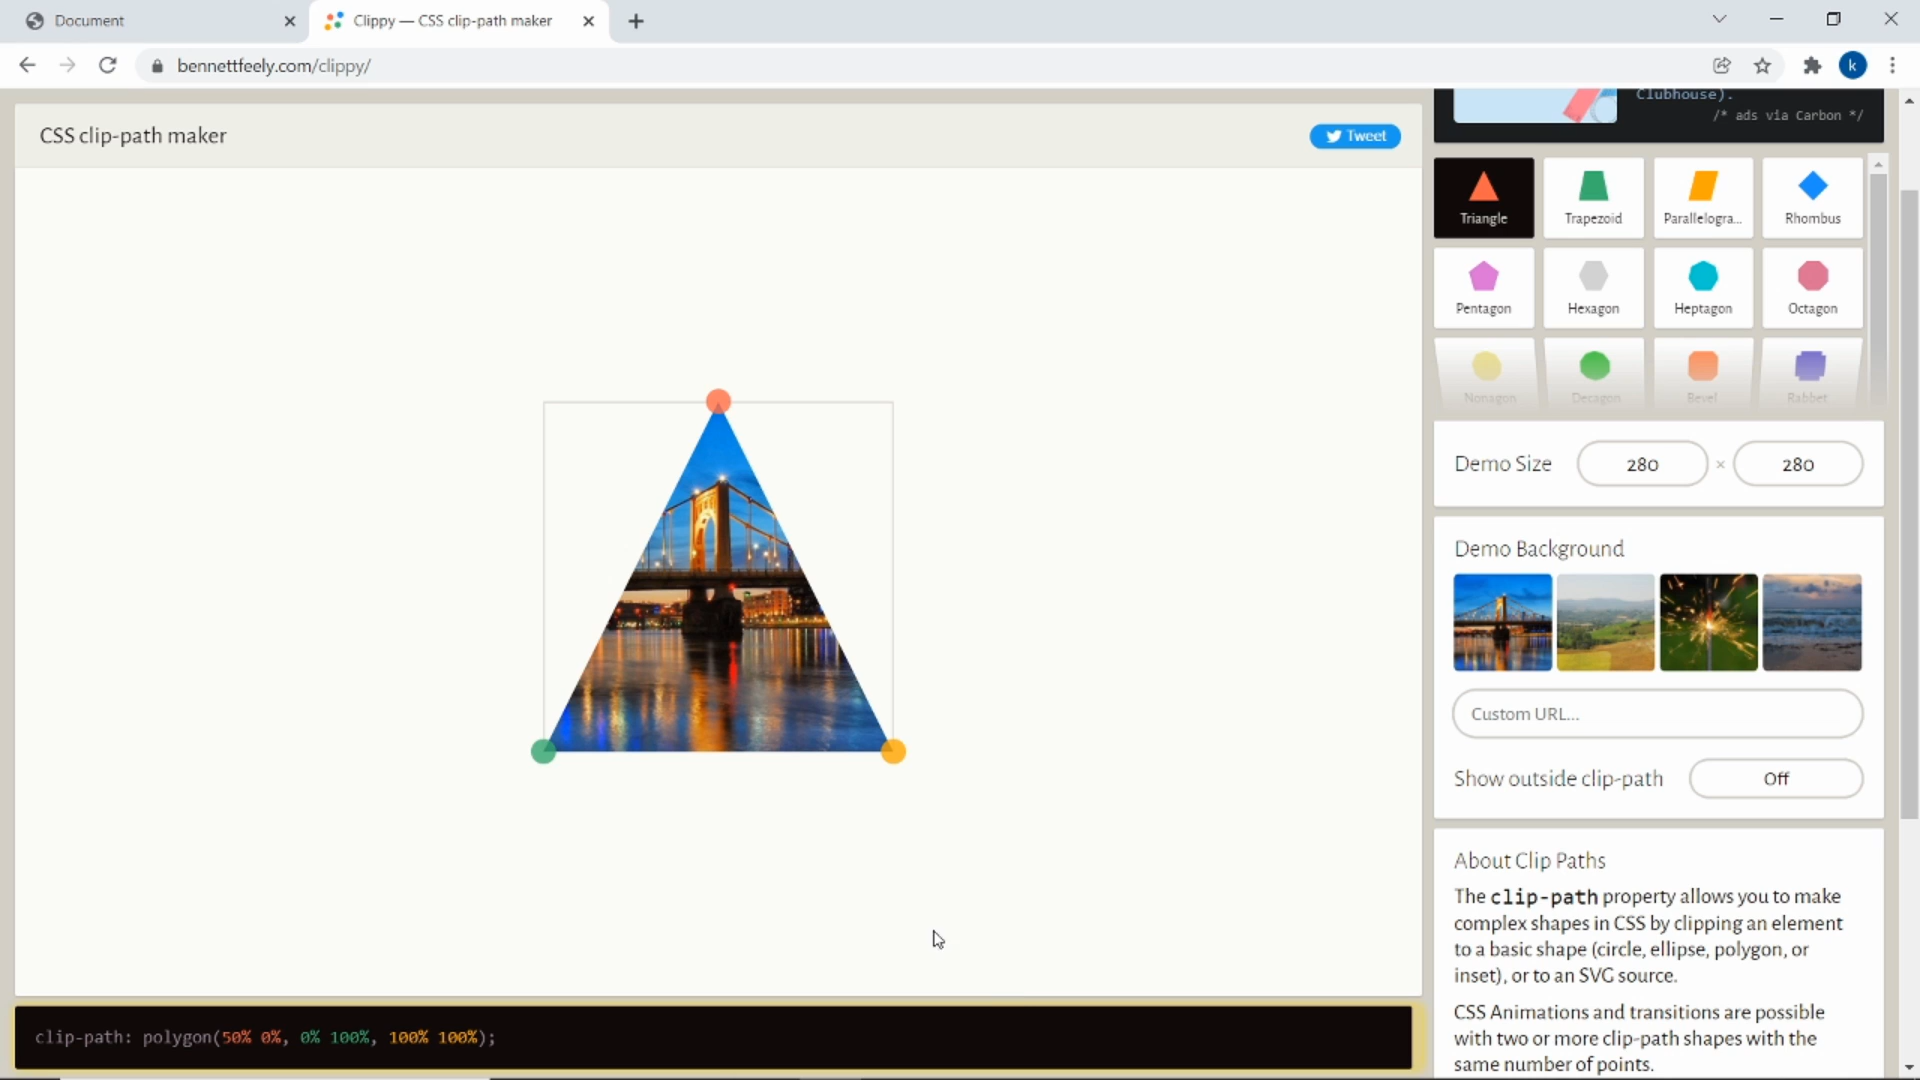 Document
Clippy — CSS clip-path maker
bennettfeely.com/clippy/
k
Clubhouse).
/* ads via Carbon */
CSS clip-path maker
Tweet
Triangle
Trapezoid
Parallelogra...
Rhombus
Pentagon
Hexagon
Heptagon
Octagon
Nonagon
Decagon
Bevel
Rabbet
Demo Size
280
×
280
Demo Background
Custom URL...
Show outside clip-path
Off
About Clip Paths
The clip-path property allows you to make
complex shapes in CSS by clipping an element
to a basic shape (circle, ellipse, polygon, or
inset), or to an SVG source.
CSS Animations and transitions are possible
with two or more clip-path shapes with the
same number of points.
clip-path: polygon(50% 0%, 0% 100%, 100% 100%);